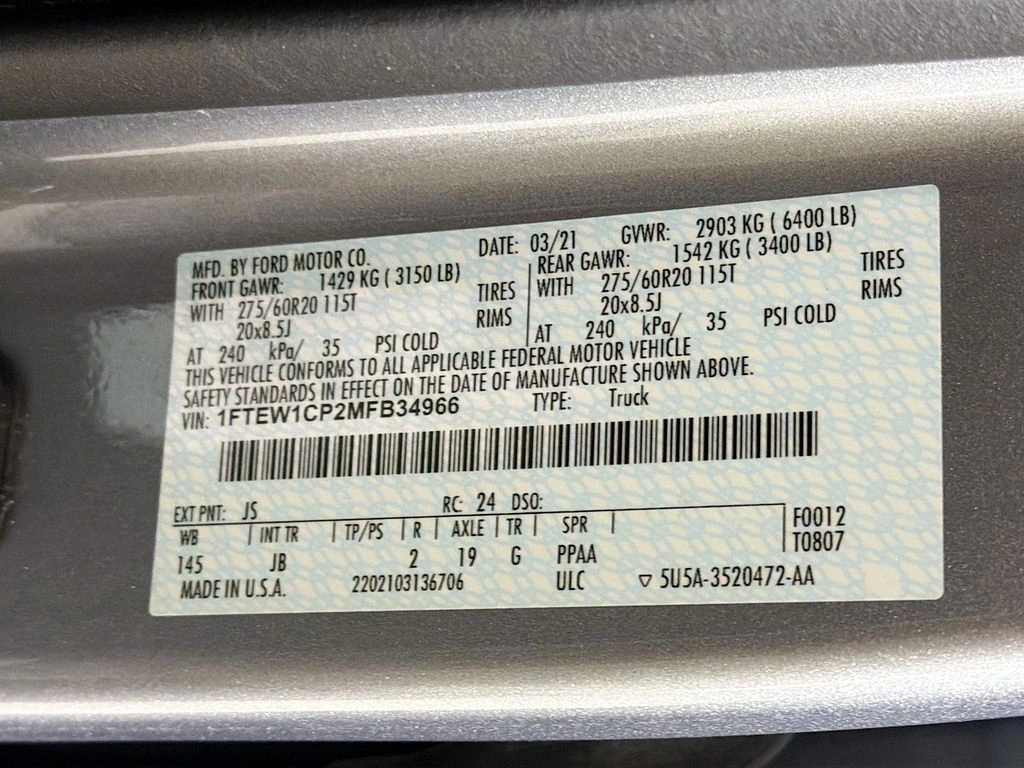 MFD. BY FORD MOTOR CO. DATE: 03/21 GVWR: 2903 KG ( 6400 LB)
FRONT GAWR: 1429 KG ( 3150 LB) REAR GAWR: 1542 KG ( 3400 LB)
WITH 275/60R20 115T TIRES WITH 275/60R20 115T TIRES
20x8.5J RIMS 20x8.5J RIMS
AT 240 kPa/ 35 PSI COLD AT 240 kPa/ 35 PSI COLD
THIS VEHICLE CONFORMS TO ALL APPLICABLE FEDERAL MOTOR VEHICLE
SAFETY STANDARDS IN EFFECT ON THE DATE OF MANUFACTURE SHOWN ABOVE.
VIN: 1FTEW1CP2MFB34966 TYPE: Truck
EXT PNT: JS RC: 24 DSO:
WB | INT TR | TP/PS | R | AXLE | TR | SPR | F0012
145 JB 2 19 G PPAA T0807
MADE IN U.S.A. 2202103136706 ULC ▽ 5U5A-3520472-AA